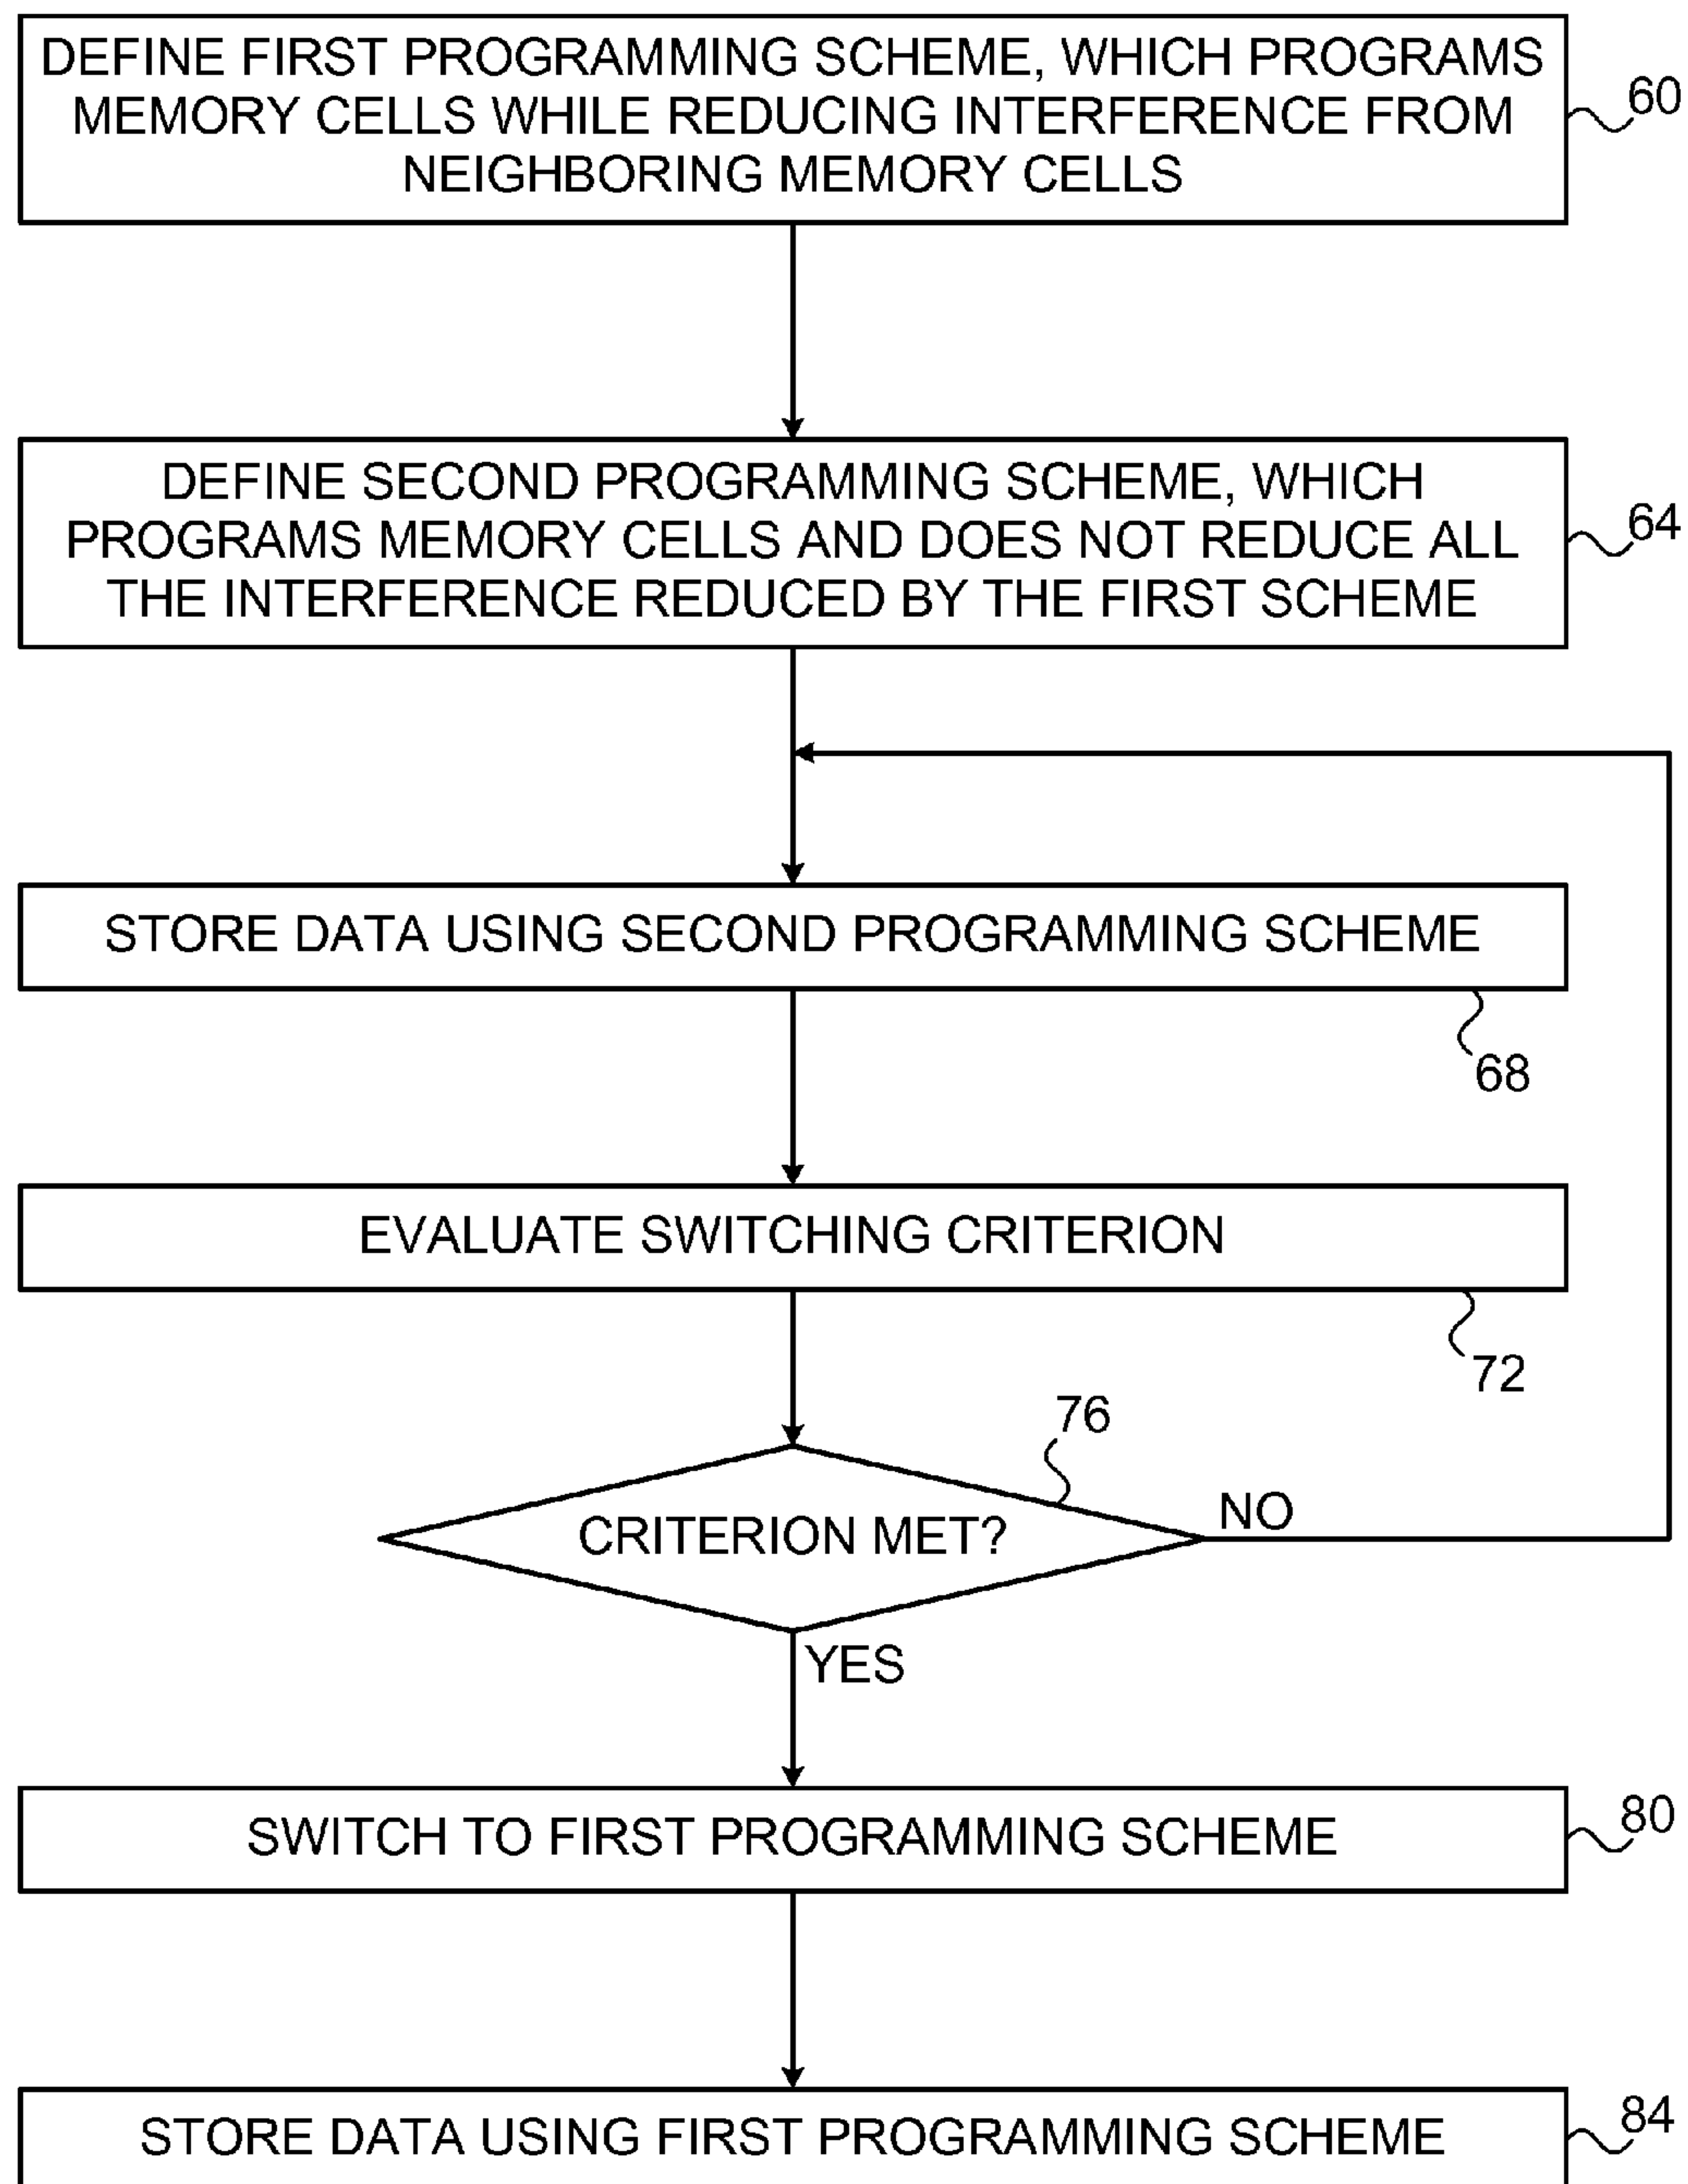 DEFINE FIRST PROGRAMMING SCHEME, WHICH PROGRAMS
MEMORY CELLS WHILE REDUCING INTERFERENCE FROM
NEIGHBORING MEMORY CELLS
60
DEFINE SECOND PROGRAMMING SCHEME, WHICH
PROGRAMS MEMORY CELLS AND DOES NOT REDUCE ALL
THE INTERFERENCE REDUCED BY THE FIRST SCHEME
64
STORE DATA USING SECOND PROGRAMMING SCHEME
68
EVALUATE SWITCHING CRITERION
72
76
CRITERION MET?
NO
YES
SWITCH TO FIRST PROGRAMMING SCHEME
80
STORE DATA USING FIRST PROGRAMMING SCHEME
84